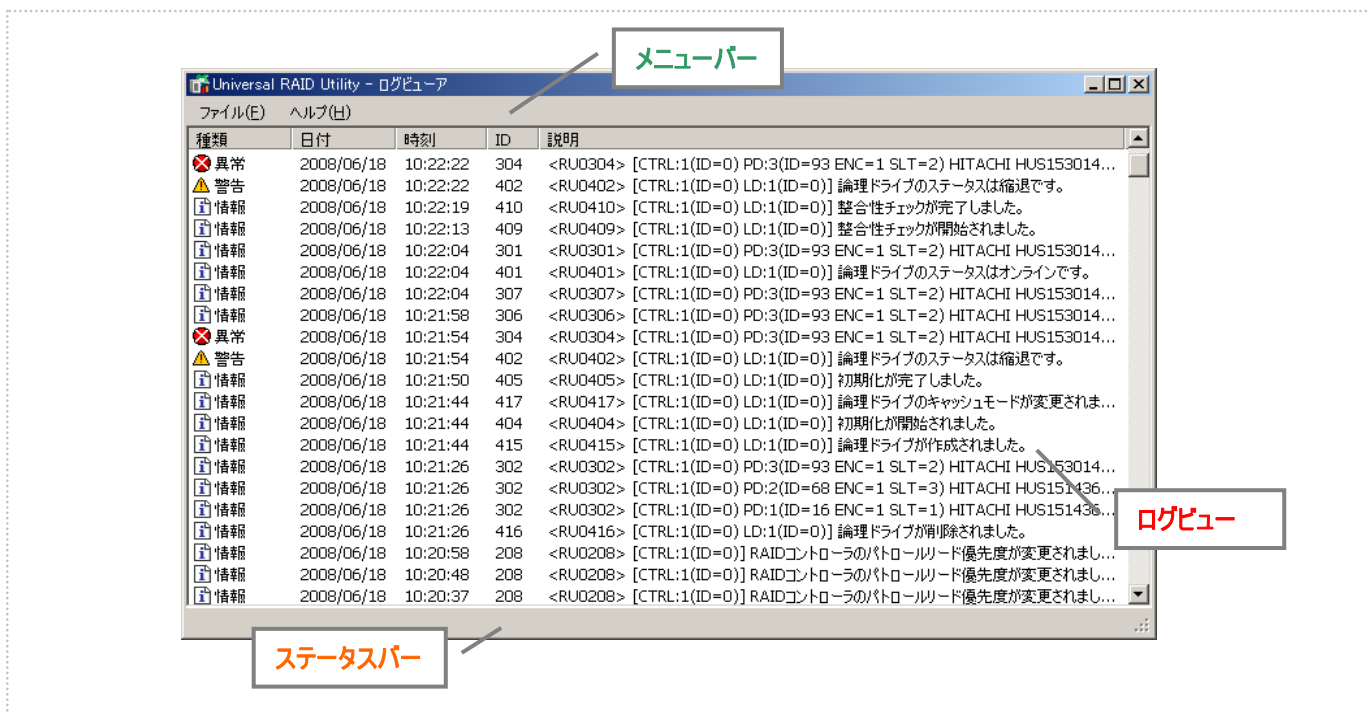 メニューバー
Universal RAID Utility - ログビューア
ファイル(F) ヘルプ(H)
種類 日付 時刻 ID 説明
異常 2008/06/18 10:22:22 304 <RU0304> [CTRL:1(ID=0) PD:3(ID=93 ENC=1 SLT=2) HITACHI HUS153014...
警告 2008/06/18 10:22:22 402 <RU0402> [CTRL:1(ID=0) LD:1(ID=0)] 論理ドライブのステータスは縮退です。
情報 2008/06/18 10:22:19 410 <RU0410> [CTRL:1(ID=0) LD:1(ID=0)] 整合性チェックが完了しました。
情報 2008/06/18 10:22:13 409 <RU0409> [CTRL:1(ID=0) LD:1(ID=0)] 整合性チェックが開始されました。
情報 2008/06/18 10:22:04 301 <RU0301> [CTRL:1(ID=0) PD:3(ID=93 ENC=1 SLT=2) HITACHI HUS153014...
情報 2008/06/18 10:22:04 401 <RU0401> [CTRL:1(ID=0) LD:1(ID=0)] 論理ドライブのステータスはオンラインです。
情報 2008/06/18 10:22:04 307 <RU0307> [CTRL:1(ID=0) PD:3(ID=93 ENC=1 SLT=2) HITACHI HUS153014...
情報 2008/06/18 10:21:58 306 <RU0306> [CTRL:1(ID=0) PD:3(ID=93 ENC=1 SLT=2) HITACHI HUS153014...
異常 2008/06/18 10:21:54 304 <RU0304> [CTRL:1(ID=0) PD:3(ID=93 ENC=1 SLT=2) HITACHI HUS153014...
警告 2008/06/18 10:21:54 402 <RU0402> [CTRL:1(ID=0) LD:1(ID=0)] 論理ドライブのステータスは縮退です。
情報 2008/06/18 10:21:50 405 <RU0405> [CTRL:1(ID=0) LD:1(ID=0)] 初期化が完了しました。
情報 2008/06/18 10:21:44 417 <RU0417> [CTRL:1(ID=0) LD:1(ID=0)] 論理ドライブのキャッシュモードが変更されま...
情報 2008/06/18 10:21:44 404 <RU0404> [CTRL:1(ID=0) LD:1(ID=0)] 初期化が開始されました。
情報 2008/06/18 10:21:44 415 <RU0415> [CTRL:1(ID=0) LD:1(ID=0)] 論理ドライブが作成されました。
情報 2008/06/18 10:21:26 302 <RU0302> [CTRL:1(ID=0) PD:3(ID=93 ENC=1 SLT=2) HITACHI HUS153014...
情報 2008/06/18 10:21:26 302 <RU0302> [CTRL:1(ID=0) PD:2(ID=68 ENC=1 SLT=3) HITACHI HUS151436...
情報 2008/06/18 10:21:26 302 <RU0302> [CTRL:1(ID=0) PD:1(ID=16 ENC=1 SLT=1) HITACHI HUS151436...
情報 2008/06/18 10:21:26 416 <RU0416> [CTRL:1(ID=0) LD:1(ID=0)] 論理ドライブが削除されました。
情報 2008/06/18 10:20:58 208 <RU0208> [CTRL:1(ID=0)] RAIDコントローラのパトロールリード優先度が変更されまし...
情報 2008/06/18 10:20:48 208 <RU0208> [CTRL:1(ID=0)] RAIDコントローラのパトロールリード優先度が変更されまし...
情報 2008/06/18 10:20:37 208 <RU0208> [CTRL:1(ID=0)] RAIDコントローラのパトロールリード優先度が変更されまし...
ログビュー
ステータスバー